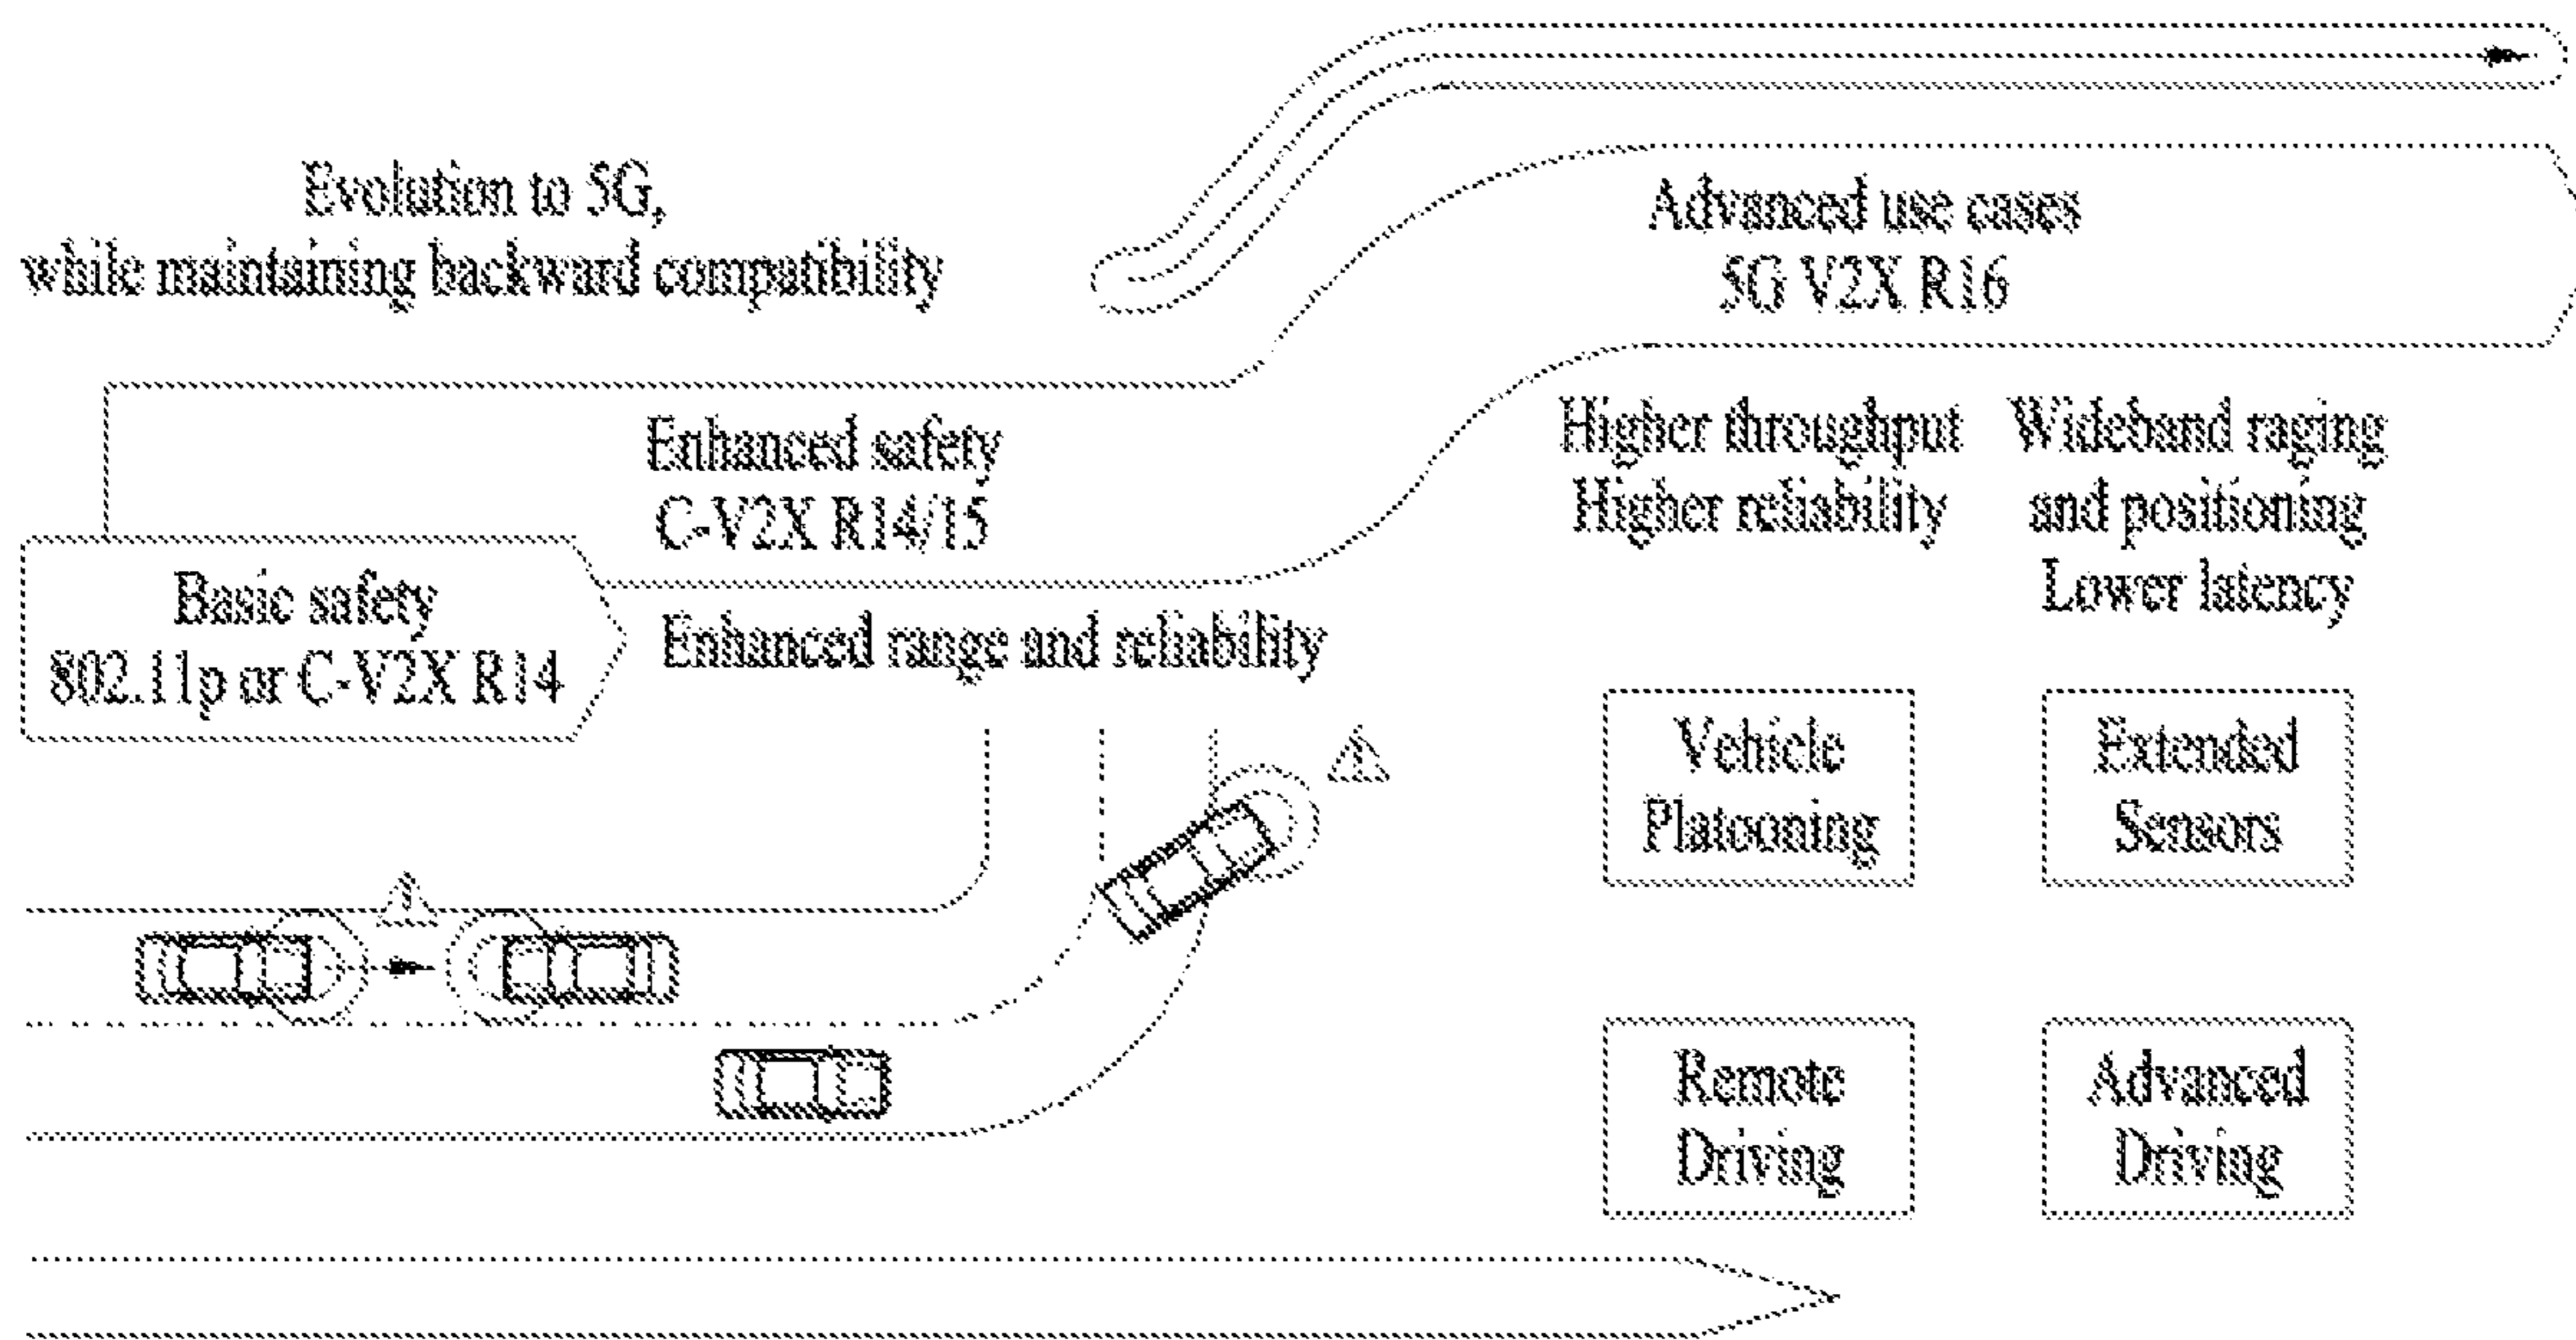 Evolution to 5G,
while maintaining backward compatibility
Advanced use cases
5G V2X R16
Enhanced safety
C-V2X R14/15
Basic safety
802.11p or C-V2X R14
Enhanced range and reliability
Higher throughput
Higher reliability
Wideband raging
and positioning
Lower latency
Vehicle
Platooning
Extended
Sensors
Remote
Driving
Advanced
Driving